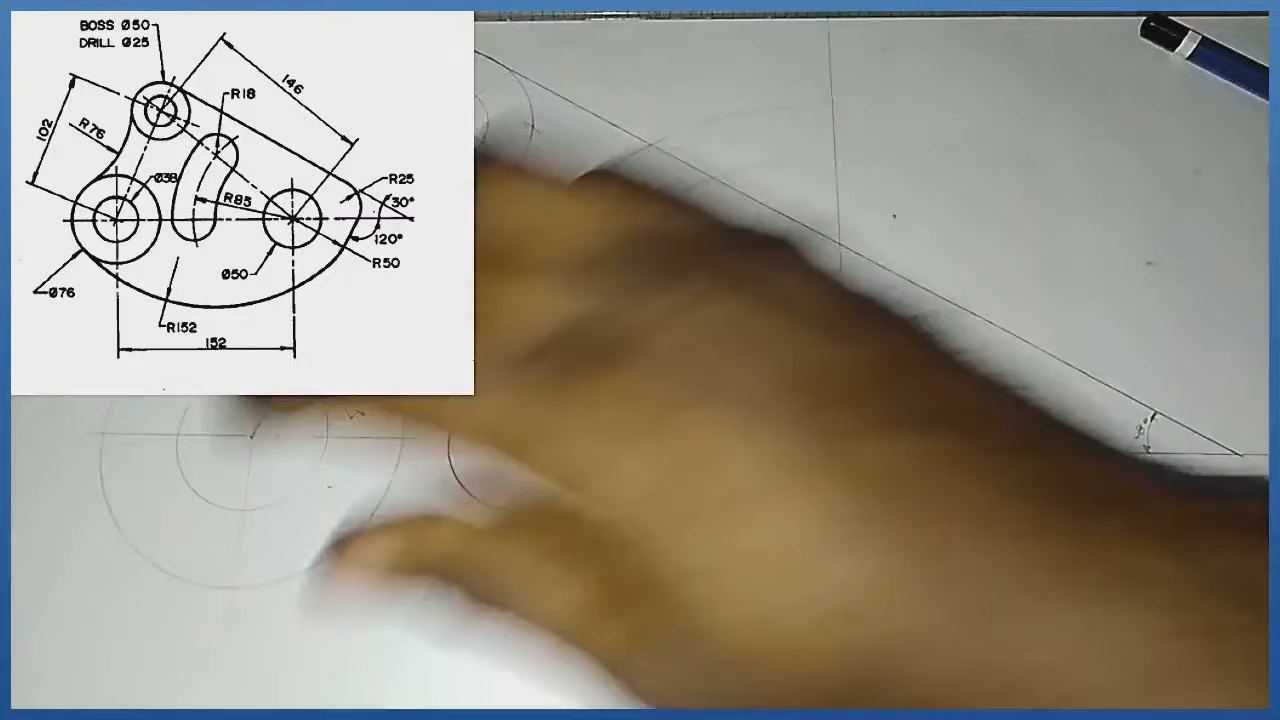 BOSS Ø50
DRILL Ø25
146
R18
102
R76
Ø38
R85
R25
30°
120°
Ø50
R50
Ø76
R152
152